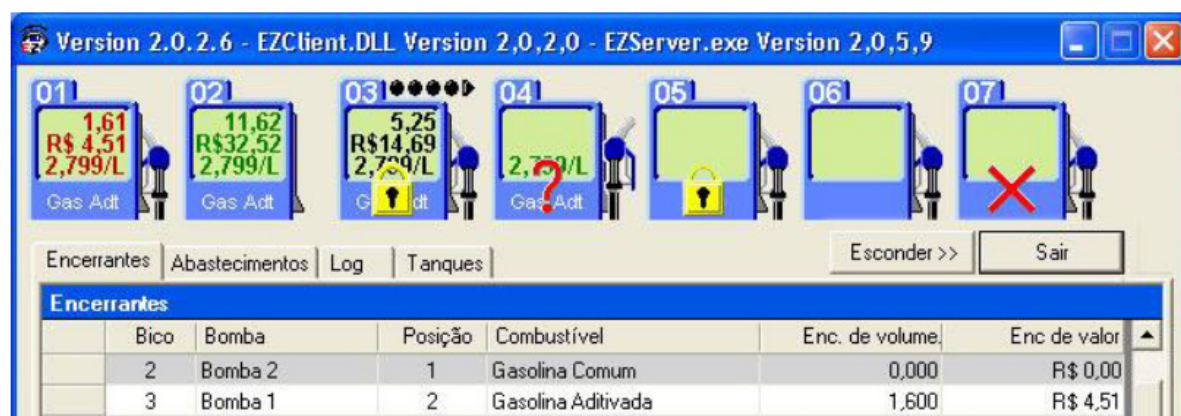 Version 2.0.2.6 - EZClient.DLL Version 2,0,2,0 - EZServer.exe Version 2,0,5,9
01 02 03 04 05 06 07
1,61 11,62 5,25
R$ 4,51 R$32,52 R$14,69
2,799/L 2,799/L 2,799/L
Gas Adt Gas Adt Gas Adt
Esconder >> Sair
Encerrantes Abastecimentos Log Tanques
Encerrantes
Bico Bomba Posição Combustível Enc. de volume. Enc de valor
2 Bomba 2 1 Gasolina Comum 0,000 R$ 0,00
3 Bomba 1 2 Gasolina Aditivada 1,600 R$ 4,51